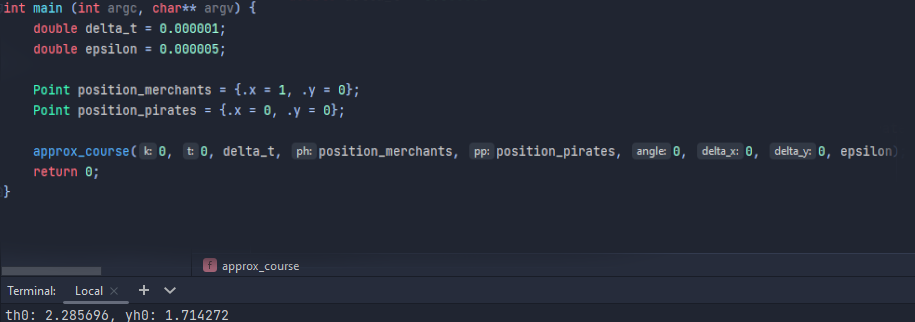 int main (int argc, char** argv) {
double delta_t = 0.000001;
double epsilon = 0.000005;
Point position_merchants = {.x = 1, .y = 0};
Point position_pirates = {.x = 0, .y = 0};
approx_course( k: 0, t: 0, delta_t, ph: position_merchants, pp: position_pirates, angle: 0, delta_x: 0, delta_y: 0, epsilon)
return 0;
}
f approx_course
Terminal: Local × +
th0: 2.285696, yh0: 1.714272